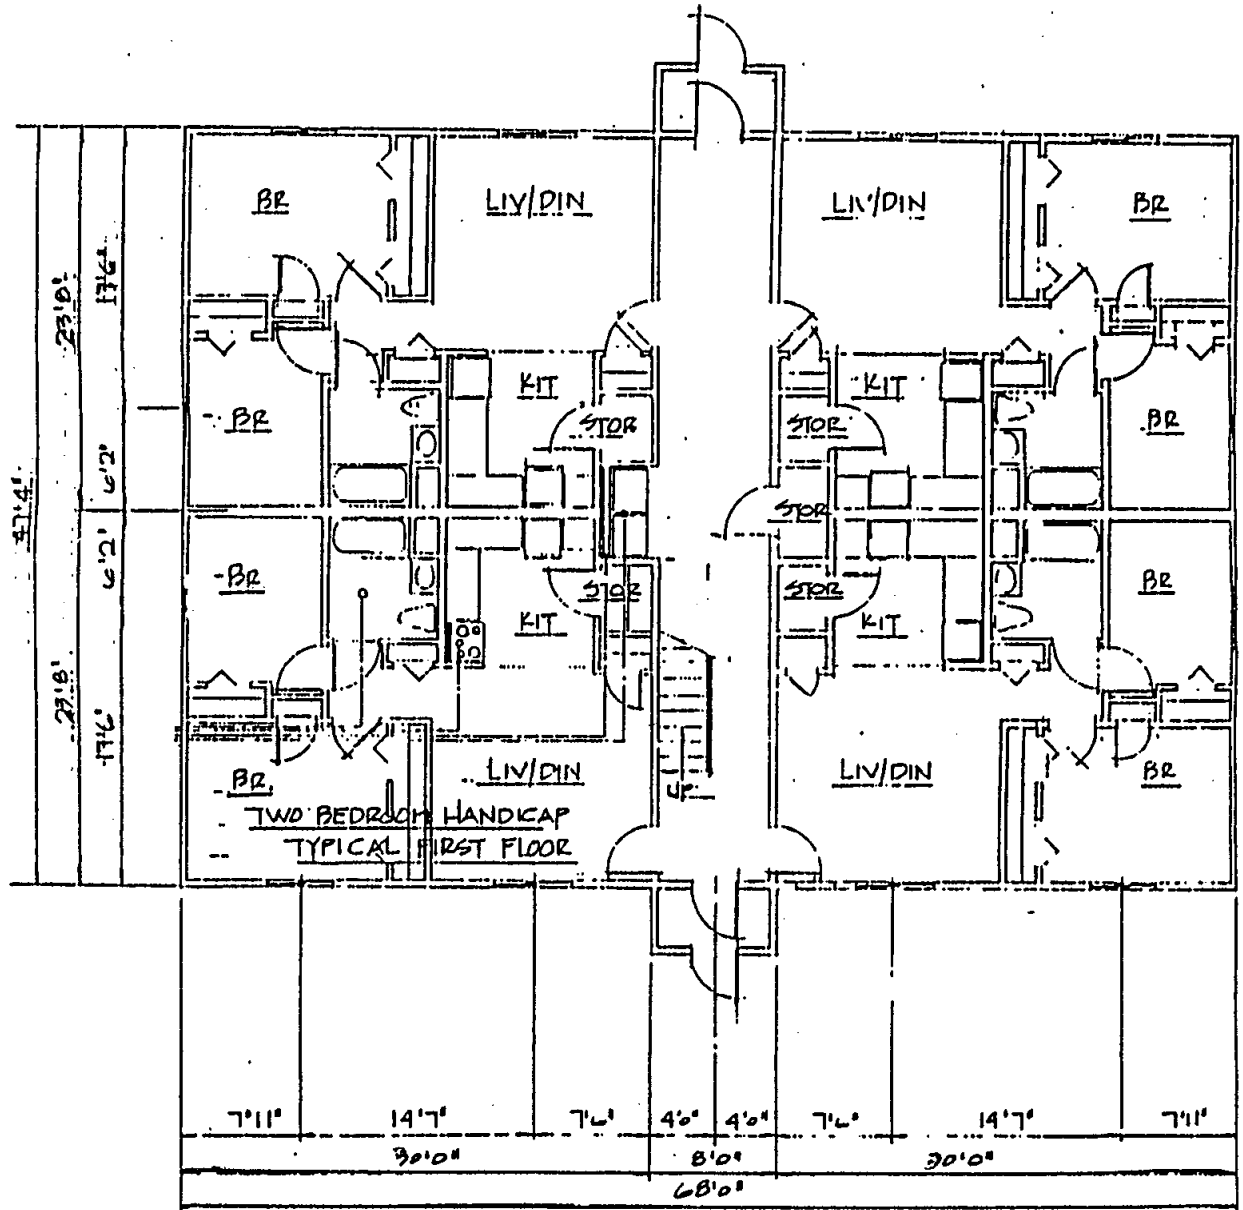 BR
LIV/DIN
LIV/DIN
BR
17'6"
23'8"
KIT
KIT
BR
STOR
STOR
BR
6'2"
47'4"
STOR
6'2"
BR
STOR
STOR
BR
KIT
KIT
23'8"
17'6"
BR
LIV/DIN
LIV/DIN
BR
UP
TWO BEDROOM HANDICAP
TYPICAL FIRST FLOOR
7'11" 14'7" 7'6" 4'0" 4'0" 7'6" 14'7" 7'11"
30'0" 8'0" 30'0"
68'0"